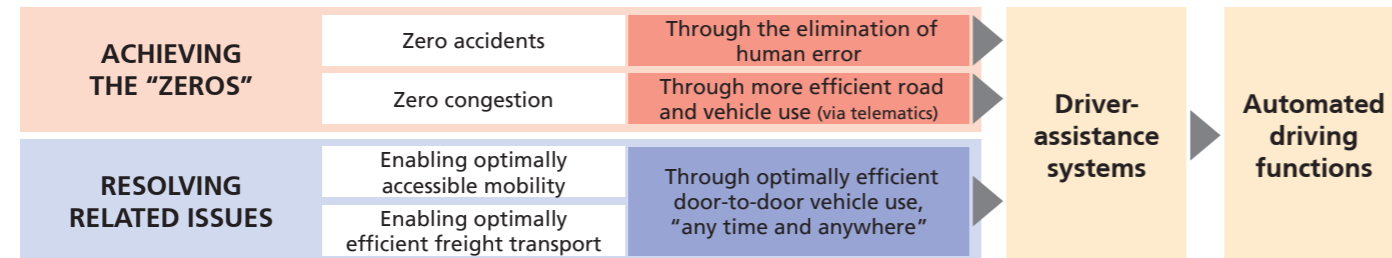 ACHIEVING
THE “ZEROS”
Zero accidents
Through the elimination of
human error
Zero congestion
Through more efficient road
and vehicle use (via telematics)
RESOLVING
RELATED ISSUES
Enabling optimally
accessible mobility
Enabling optimally
efficient freight transport
Through optimally efficient
door-to-door vehicle use,
“any time and anywhere”
Driver-
assistance
systems
Automated
driving
functions